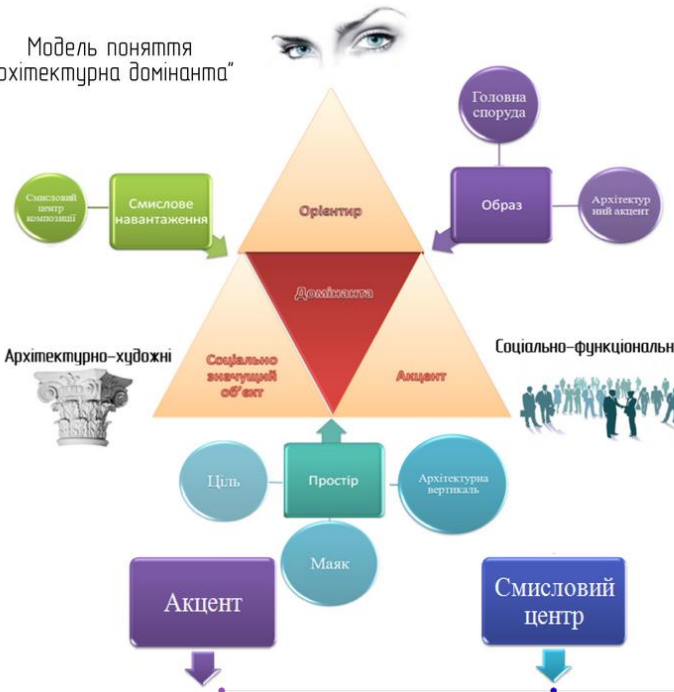 Модель поняття
рхітектурна домінанта"
Головна
споруда
Смисловий
центр
композиції
Смислове
навантаження
Образ
Архітектур
ний акцент
Орієнтир
Домінанта
Архітектурно-художні
Соціально
значущий
об'єкт
Акцент
Соціально-функціональн
Ціль
Простір
Архітектурна
вертикаль
Маяк
Акцент
Смисловий
центр